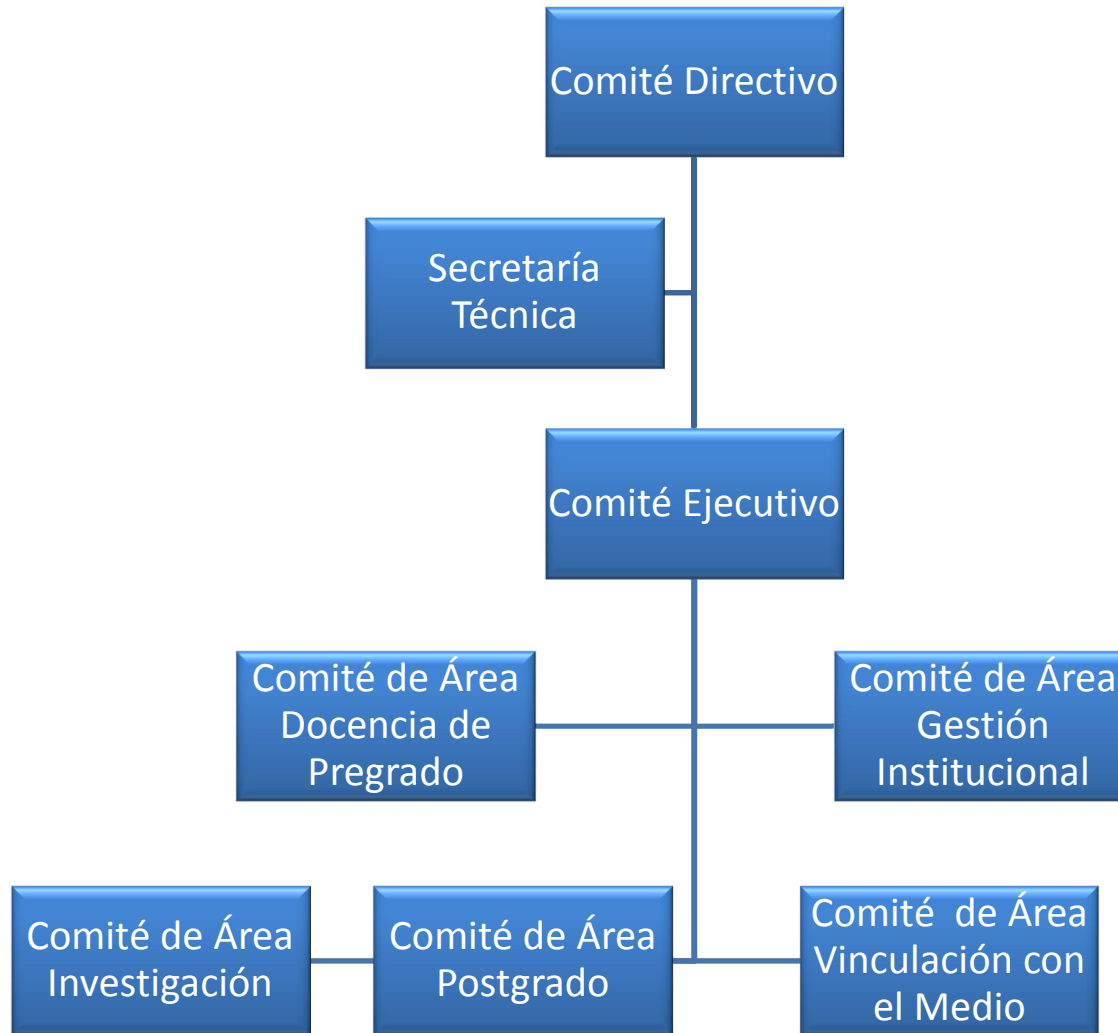 Comité Directivo
Secretaría
Técnica
Comité Ejecutivo
Comité de Área
Docencia de
Pregrado
Comité de Área
Gestión
Institucional
Comité de Área
Investigación
Comité de Área
Postgrado
Comité de Área
Vinculación con
el Medio